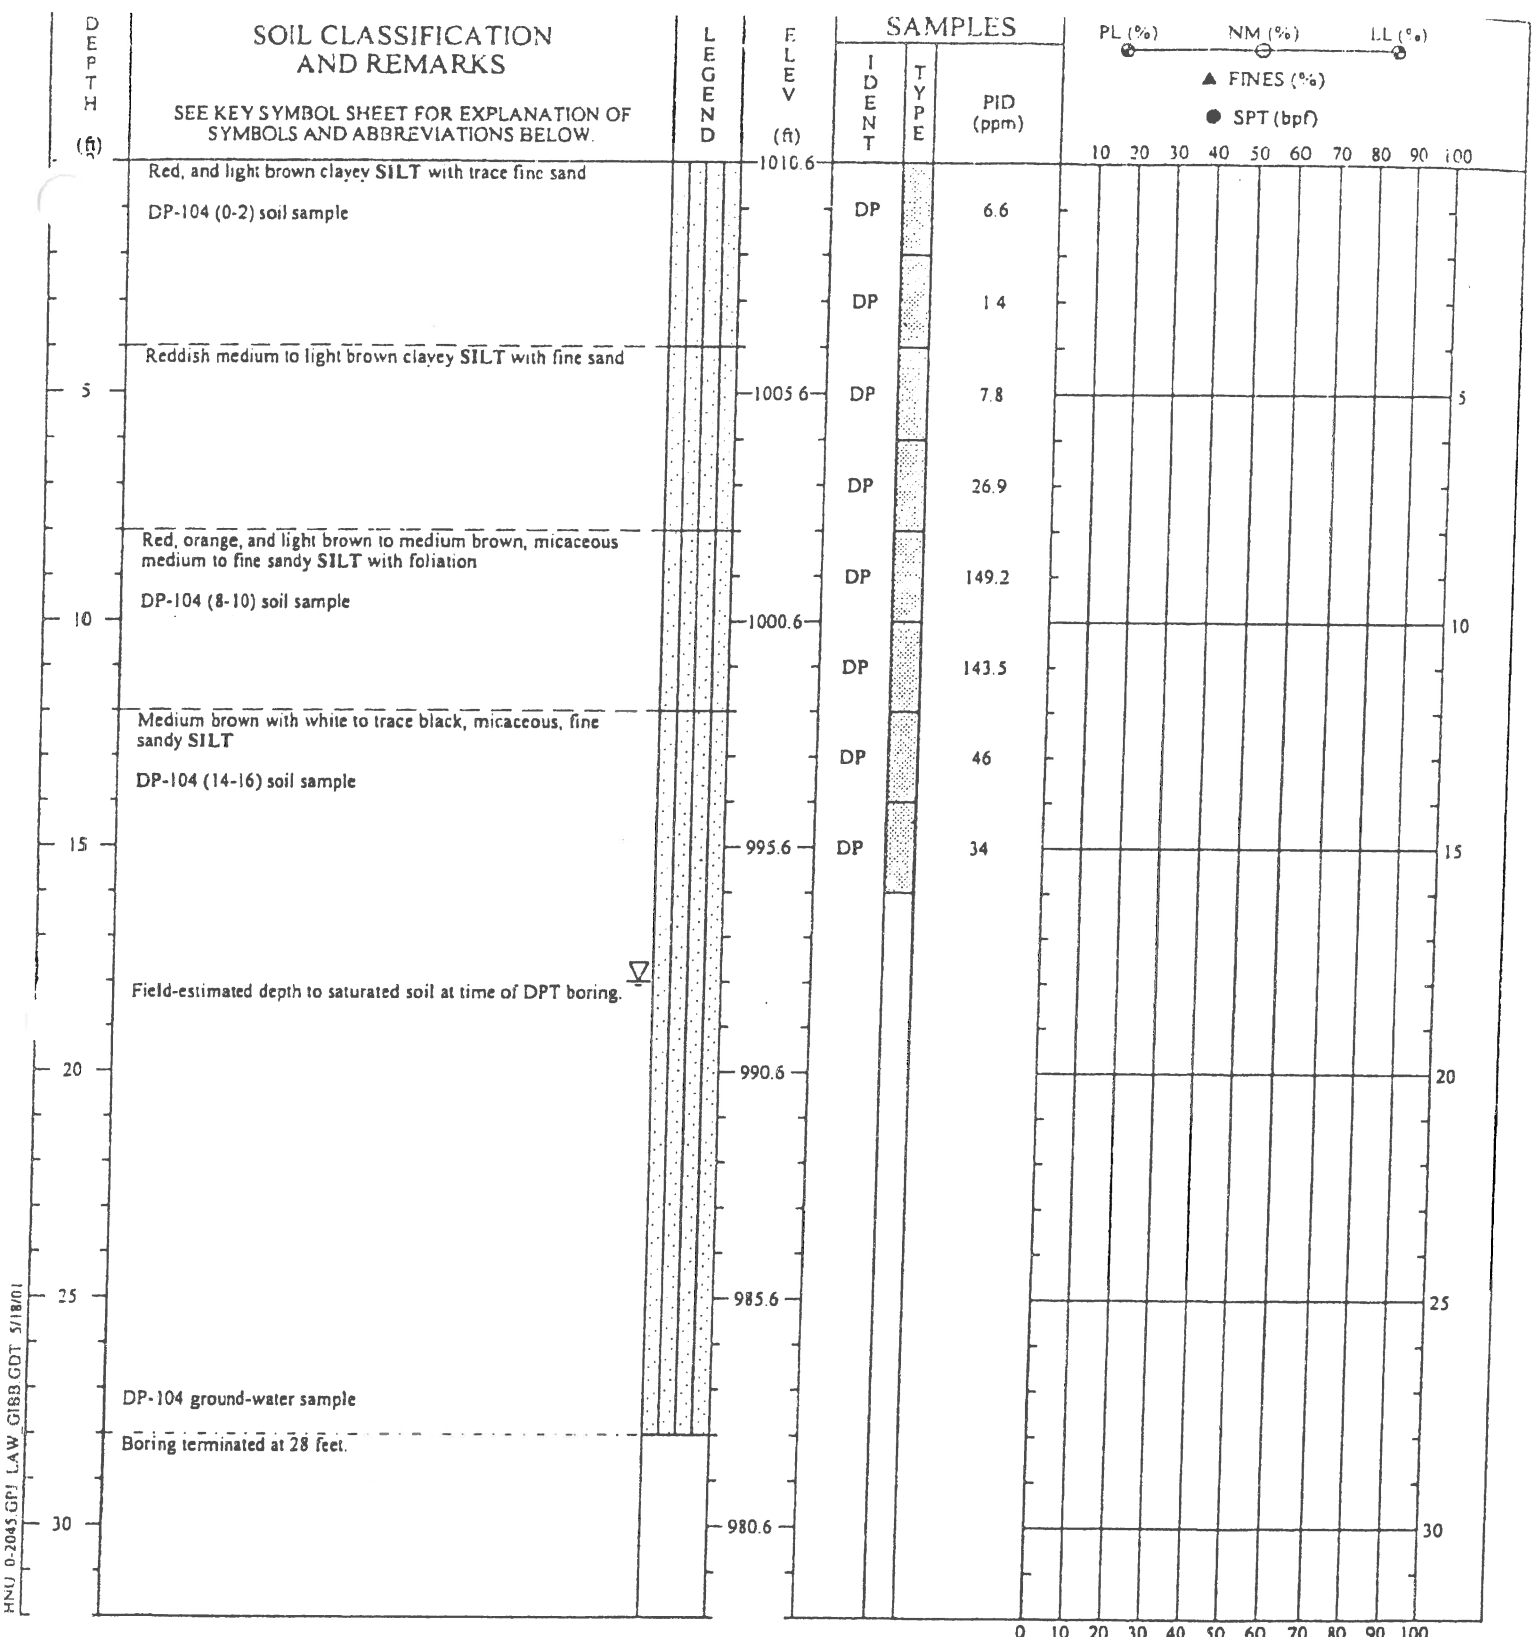 DEPTH
(ft)
SOIL CLASSIFICATION
AND REMARKS
SEE KEY SYMBOL SHEET FOR EXPLANATION OF
SYMBOLS AND ABBREVIATIONS BELOW.
LEGEND
ELEV
(ft)
SAMPLES
IDENT
TYPE
PID
(ppm)
PL (%) NM (%) LL (%)
▲ FINES (%)
● SPT (bpf)
10 20 30 40 50 60 70 80 90 100
1010.6
Red, and light brown clayey SILT with trace fine sand
DP-104 (0-2) soil sample
DP 6.6
DP 1 4
Reddish medium to light brown clayey SILT with fine sand
5 1005 6 DP 7.8 5
DP 26.9
Red, orange, and light brown to medium brown, micaceous
medium to fine sandy SILT with foliation
DP 149.2
DP-104 (8-10) soil sample
10 1000.6 10
DP 143.5
Medium brown with white to trace black, micaceous, fine
sandy SILT
DP 46
DP-104 (14-16) soil sample
15 995.6 DP 34 15
Field-estimated depth to saturated soil at time of DPT boring.
20 990.6 20
25 985.6 25
DP-104 ground-water sample
Boring terminated at 28 feet.
30 980.6 30
0 10 20 30 40 50 60 70 80 90 100
HNU 0-2045.GPJ LAW_GIBB.GDT 5/18/01